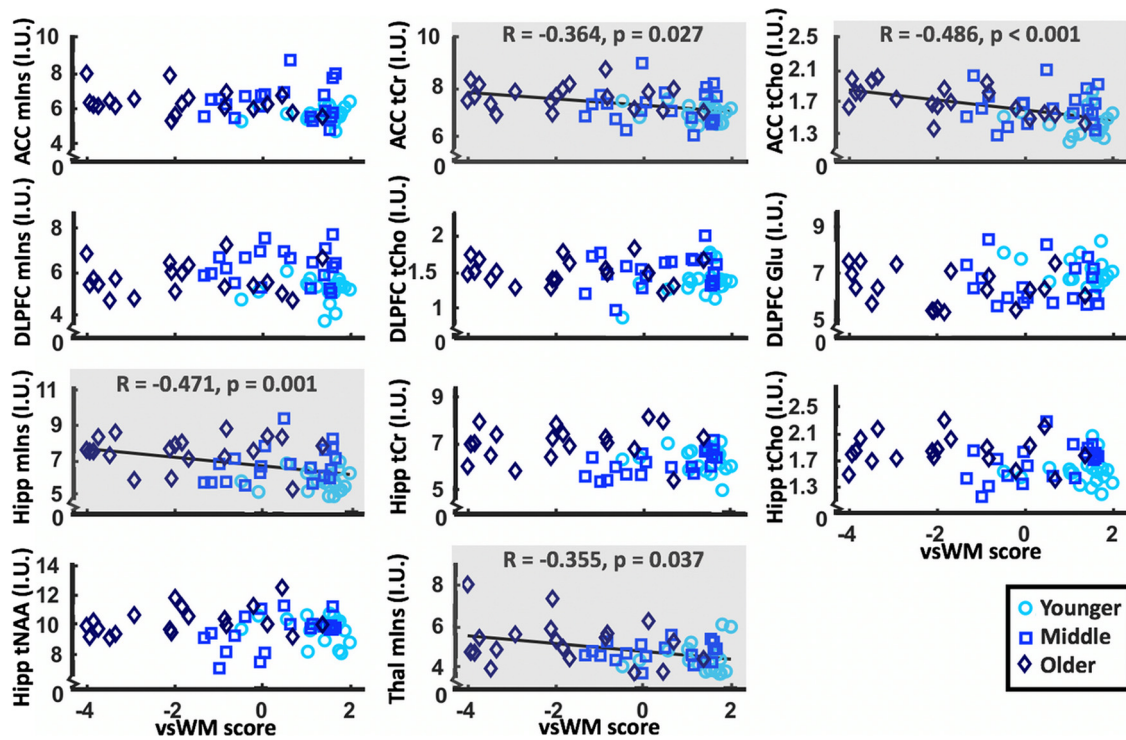 ACC mIns (I.U.)
10
8
6
4
0
ACC tCr (I.U.)
10
8
6
0
R = -0.364, p = 0.027
ACC tCho (I.U.)
2.5
2.1
1.7
1.3
0
R = -0.486, p < 0.001
DLPFC mIns (I.U.)
8
6
4
0
DLPFC tCho (I.U.)
2
1.5
1
0
DLPFC Glu (I.U.)
9
7
5
0
Hipp mIns (I.U.)
11
9
7
5
0
R = -0.471, p = 0.001
Hipp tCr (I.U.)
9
7
5
0
Hipp tCho (I.U.)
2.5
2.1
1.7
1.3
0
-4 -2 0 2
vsWM score
Hipp tNAA (I.U.)
14
12
10
8
0
-4 -2 0 2
vsWM score
Thal mIns (I.U.)
8
6
4
0
R = -0.355, p = 0.037
-4 -2 0 2
vsWM score
Younger
Middle
Older